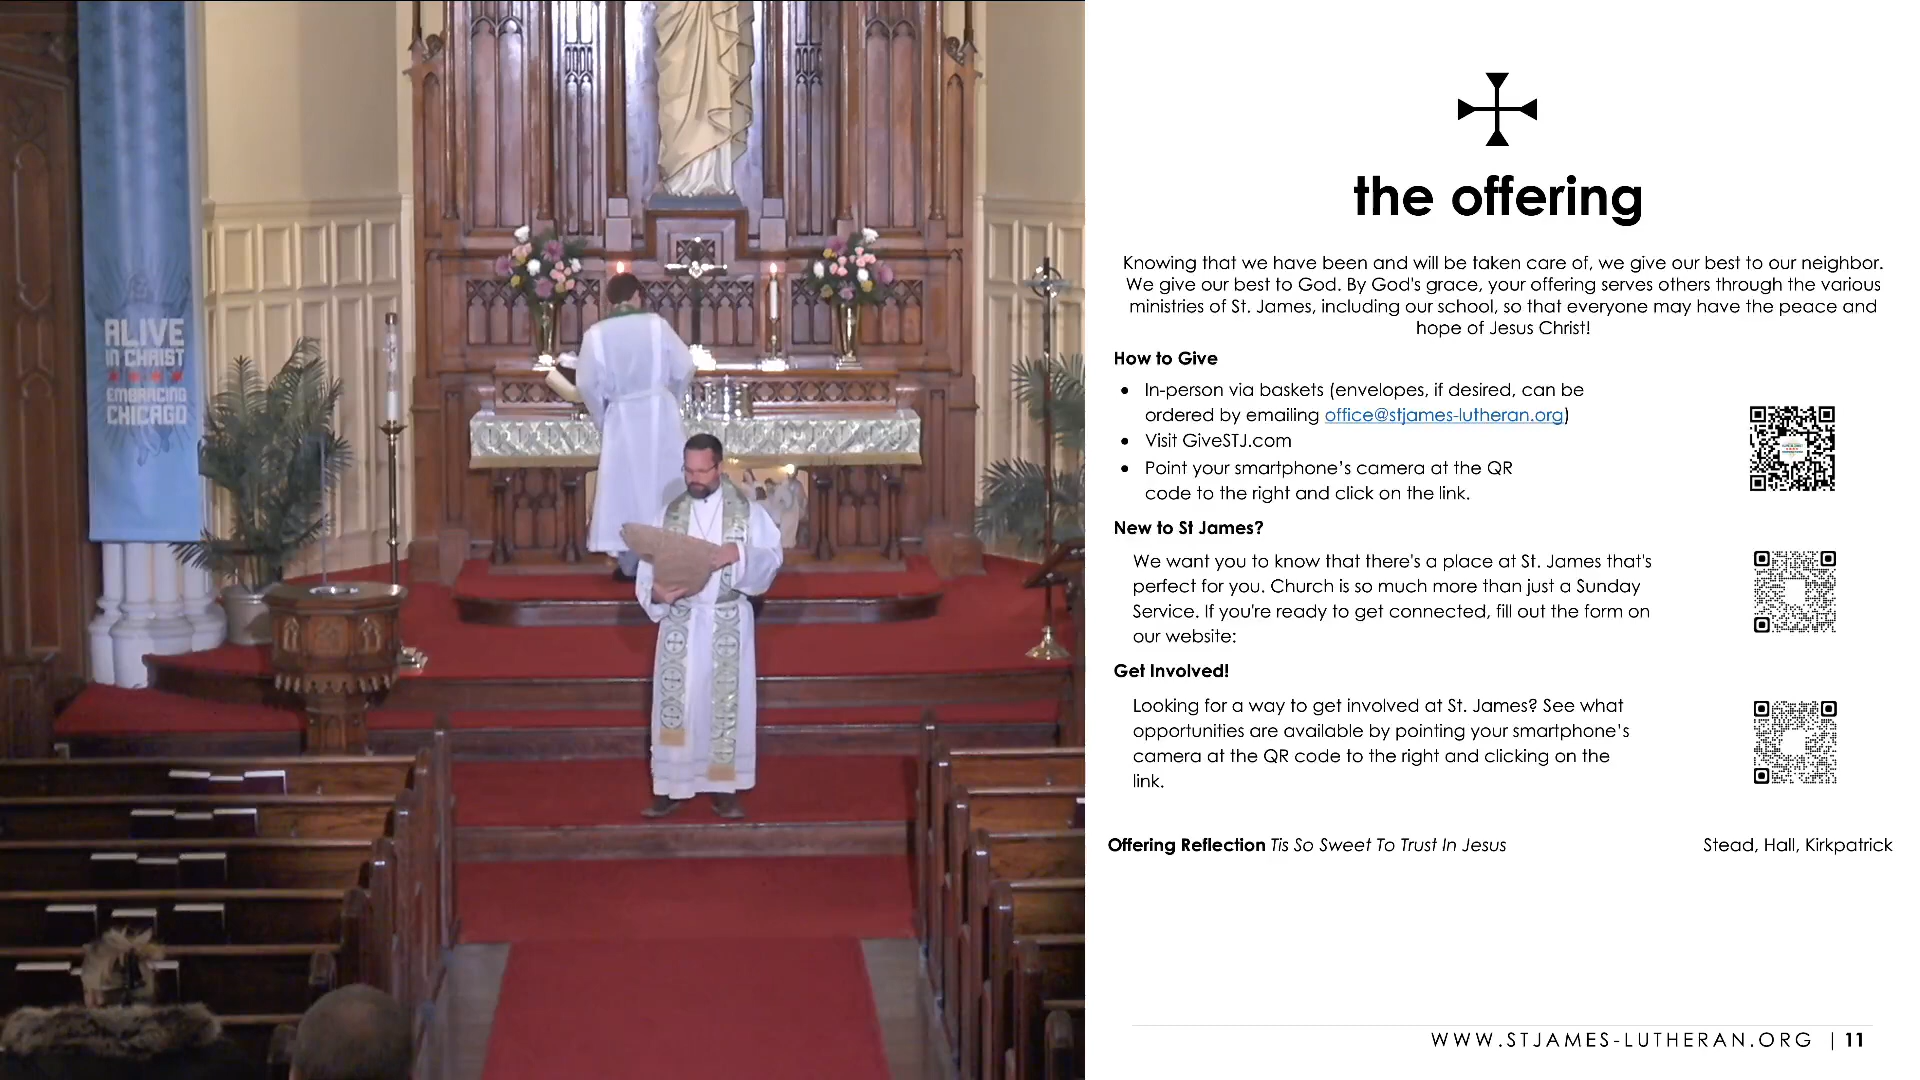 ALIVE
IN CHRIST
EMBRACING
CHICAGO
the offering
Knowing that we have been and will be taken care of, we give our best to our neighbor.
We give our best to God. By God's grace, your offering serves others through the various
ministries of St. James, including our school, so that everyone may have the peace and
hope of Jesus Christ!
How to Give
• In-person via baskets (envelopes, if desired, can be
ordered by emailing office@stjames-lutheran.org)
• Visit GiveSTJ.com
• Point your smartphone’s camera at the QR
code to the right and click on the link.
New to St James?
We want you to know that there's a place at St. James that's
perfect for you. Church is so much more than just a Sunday
Service. If you're ready to get connected, fill out the form on
our website:
Get Involved!
Looking for a way to get involved at St. James? See what
opportunities are available by pointing your smartphone’s
camera at the QR code to the right and clicking on the
link.
Offering Reflection Tis So Sweet To Trust In Jesus Stead, Hall, Kirkpatrick
WWW.STJAMES-LUTHERAN.ORG | 11